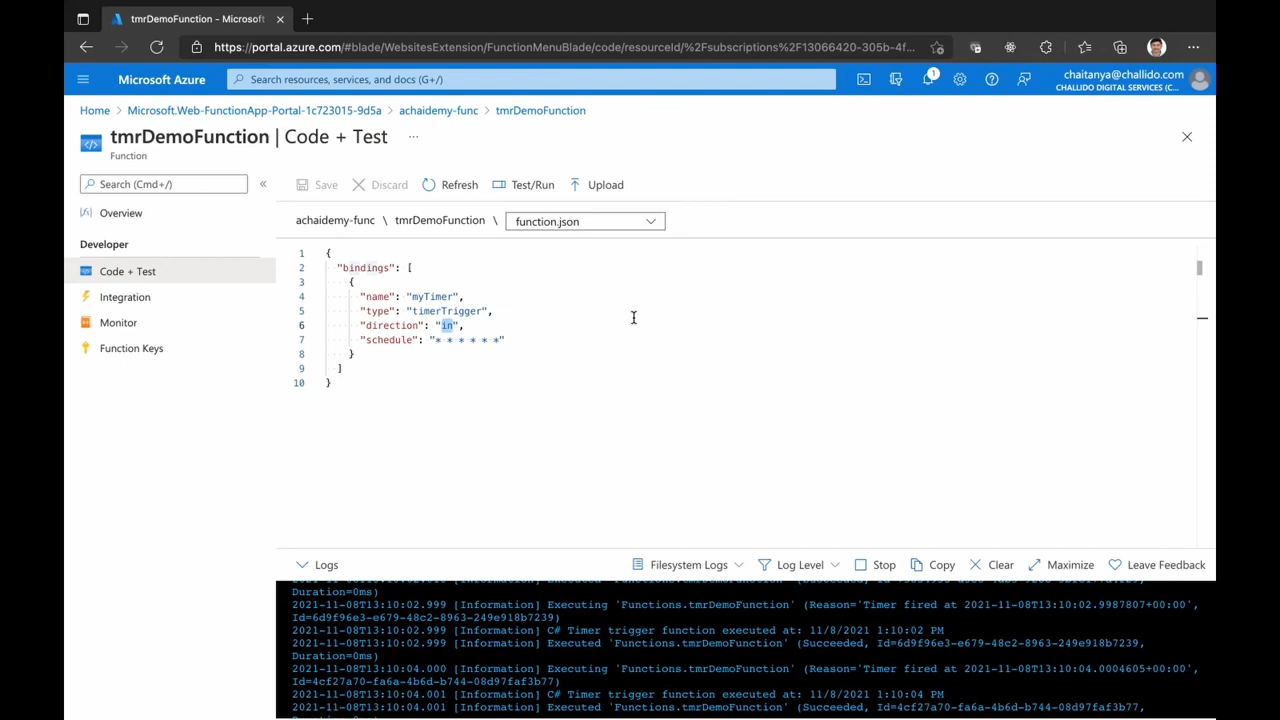 tmrDemoFunction - Microsoft
https://portal.azure.com/#blade/WebsitesExtension/FunctionMenuBlade/code/resourceId/%2Fsubscriptions%2F13066420-305b-4f...
Microsoft Azure
Search resources, services, and docs (G+/)
1
chaitanya@challido.com
CHALLIDO DIGITAL SERVICES (C...
Home > Microsoft.Web-FunctionApp-Portal-1c723015-9d5a > achaidemy-func > tmrDemoFunction
tmrDemoFunction | Code + Test ...
Function
Search (Cmd+/) «
Save Discard Refresh Test/Run Upload
Overview
Developer
Code + Test
Integration
Monitor
Function Keys
achaidemy-func \ tmrDemoFunction \ function.json
1 {
2 "bindings": [
3 {
4 "name": "myTimer",
5 "type": "timerTrigger",
6 "direction": "in",
7 "schedule": "* * * * * *"
8 }
9 ]
10 }
Logs Filesystem Logs Log Level Stop Copy Clear Maximize Leave Feedback
Duration=0ms)
2021-11-08T13:10:02.999 [Information] Executing 'Functions.tmrDemoFunction' (Reason='Timer fired at 2021-11-08T13:10:02.9987807+00:00',
Id=6d9f96e3-e679-48c2-8963-249e918b7239)
2021-11-08T13:10:02.999 [Information] C# Timer trigger function executed at: 11/8/2021 1:10:02 PM
2021-11-08T13:10:02.999 [Information] Executed 'Functions.tmrDemoFunction' (Succeeded, Id=6d9f96e3-e679-48c2-8963-249e918b7239,
Duration=0ms)
2021-11-08T13:10:04.000 [Information] Executing 'Functions.tmrDemoFunction' (Reason='Timer fired at 2021-11-08T13:10:04.0004605+00:00',
Id=4cf27a70-fa6a-4b6d-b744-08d97faf3b77)
2021-11-08T13:10:04.001 [Information] C# Timer trigger function executed at: 11/8/2021 1:10:04 PM
2021-11-08T13:10:04.001 [Information] Executed 'Functions.tmrDemoFunction' (Succeeded, Id=4cf27a70-fa6a-4b6d-b744-08d97faf3b77,